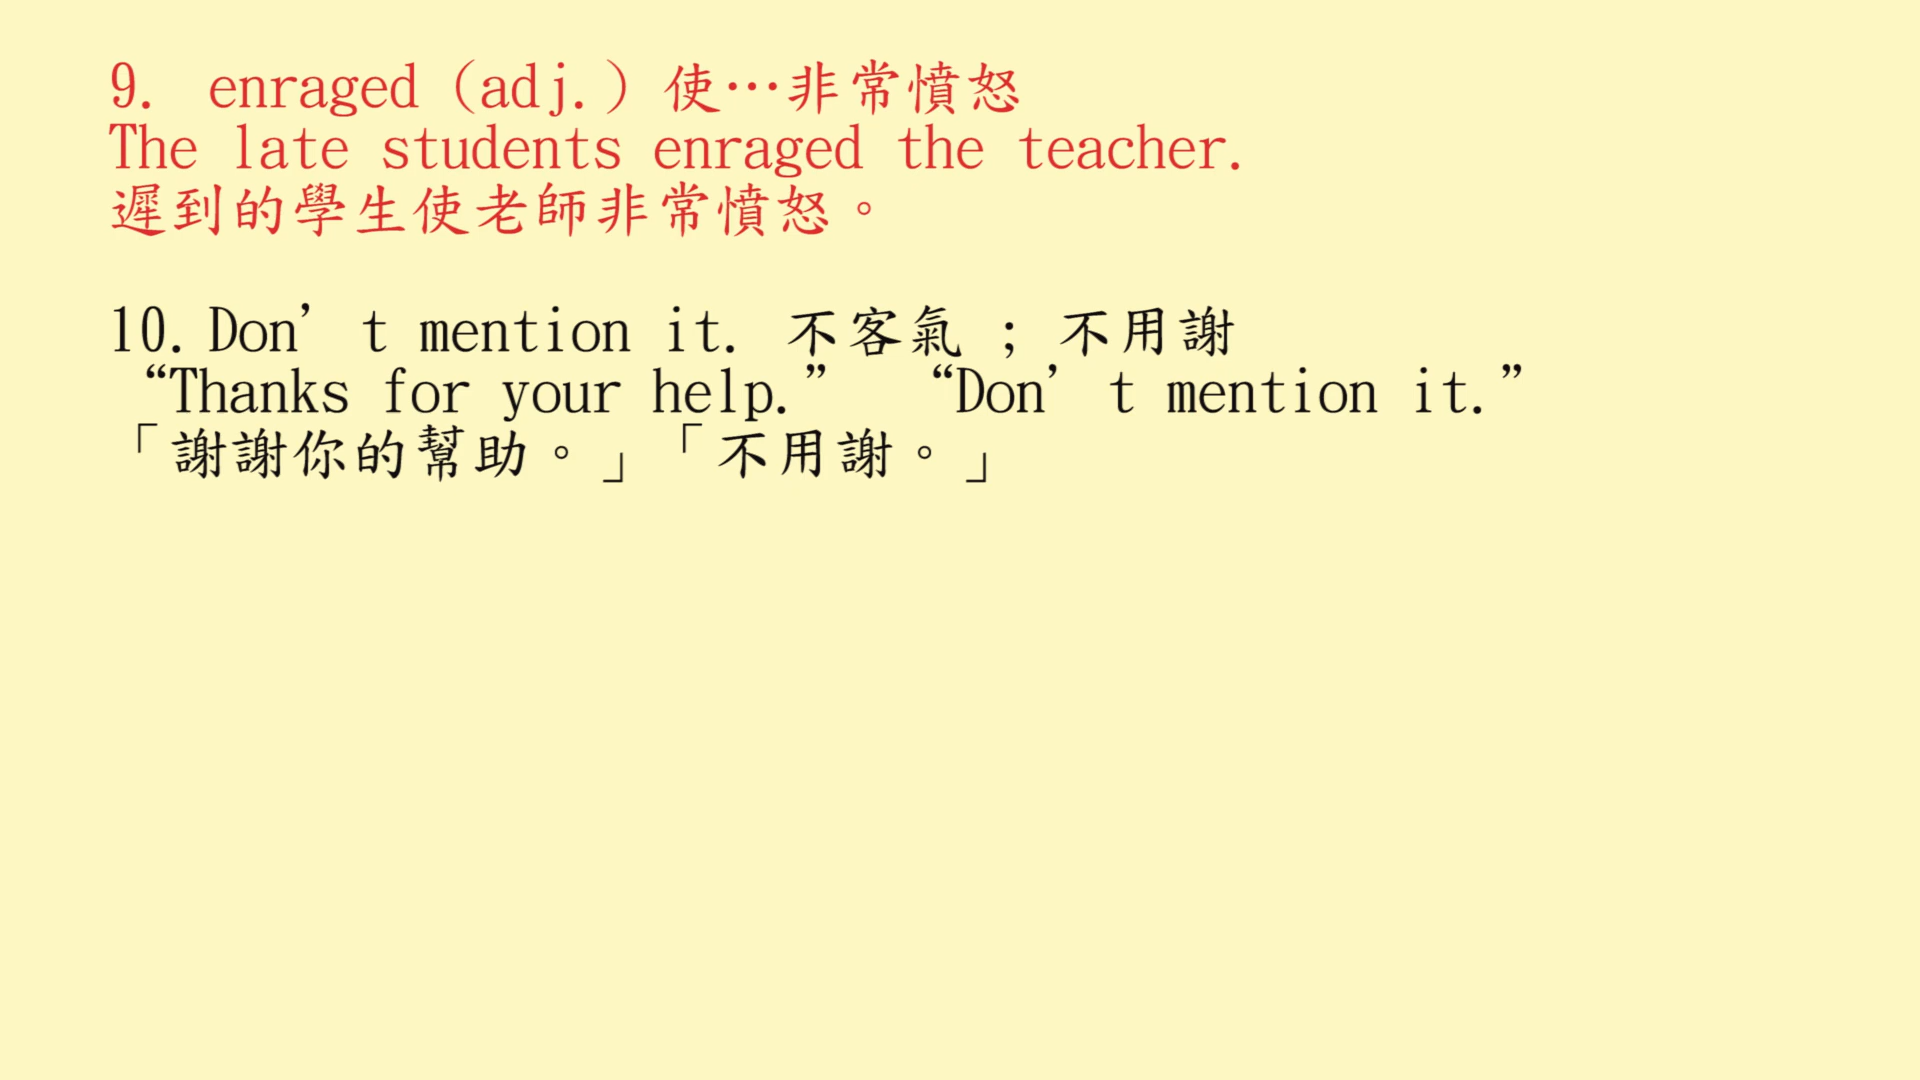 9. enraged (adj.) 使…非常憤怒
The late students enraged the teacher.
遲到的學生使老師非常憤怒。
10. Don’t mention it. 不客氣 ; 不用謝
“Thanks for your help.” “Don’t mention it.”
「謝謝你的幫助。」「不用謝。」